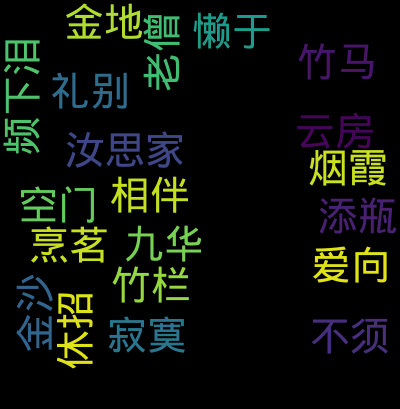 金地
老僧
懒于
频下泪
竹马
礼别
云房
汝思家
烟霞
相伴
空门
添瓶
烹茗
九华
爱向
竹栏
金沙
休招
寂寞
不须